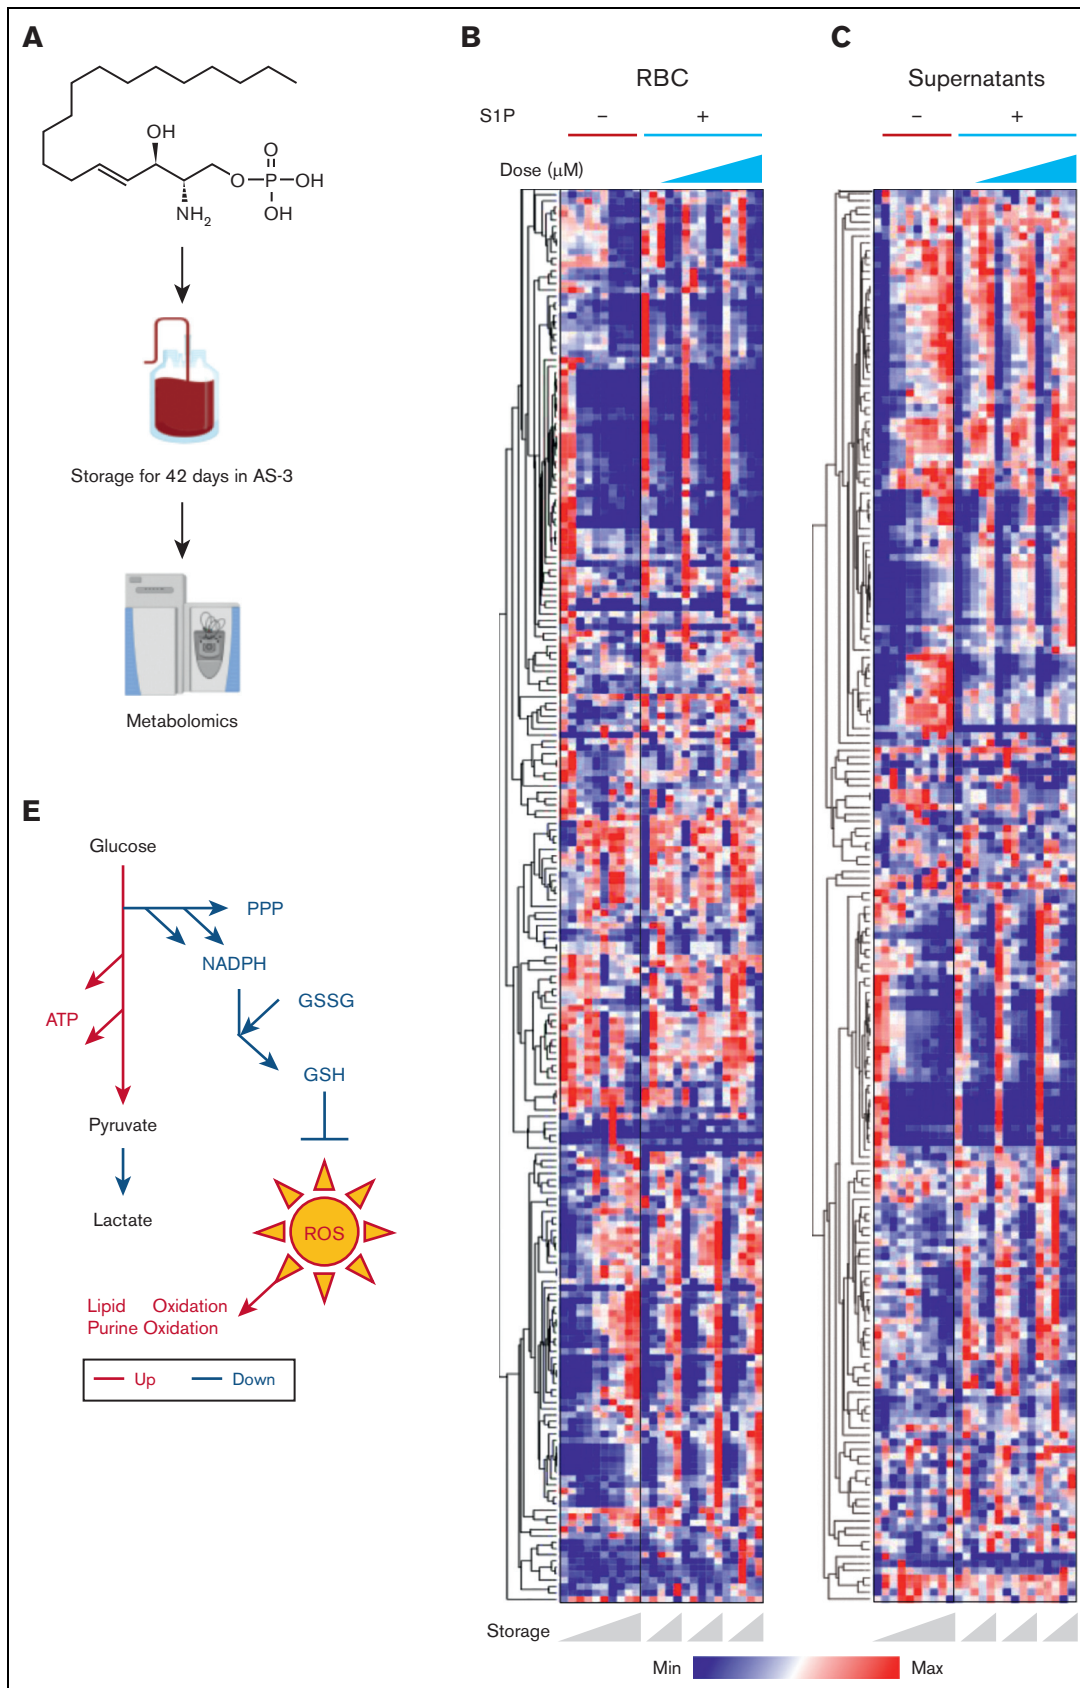 A
OH
NH2
O
O
P
OH
OH
Storage for 42 days in AS-3
Metabolomics
B
RBC
S1P
–
+
Dose (μM)
Storage
C
Supernatants
–
+
Min
Max
E
Glucose
PPP
NADPH
GSSG
ATP
GSH
Pyruvate
Lactate
ROS
Lipid Oxidation
Purine Oxidation
Up
Down